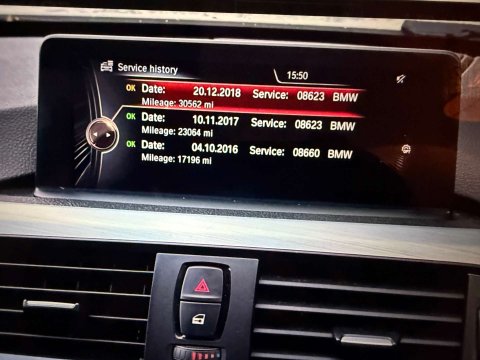 Service history
15:50
OK Date: 20.12.2018 Service: 08623 BMW
Mileage: 30562 mi
OK Date: 10.11.2017 Service: 08623 BMW
Mileage: 23064 mi
OK Date: 04.10.2016 Service: 08660 BMW
Mileage: 17196 mi